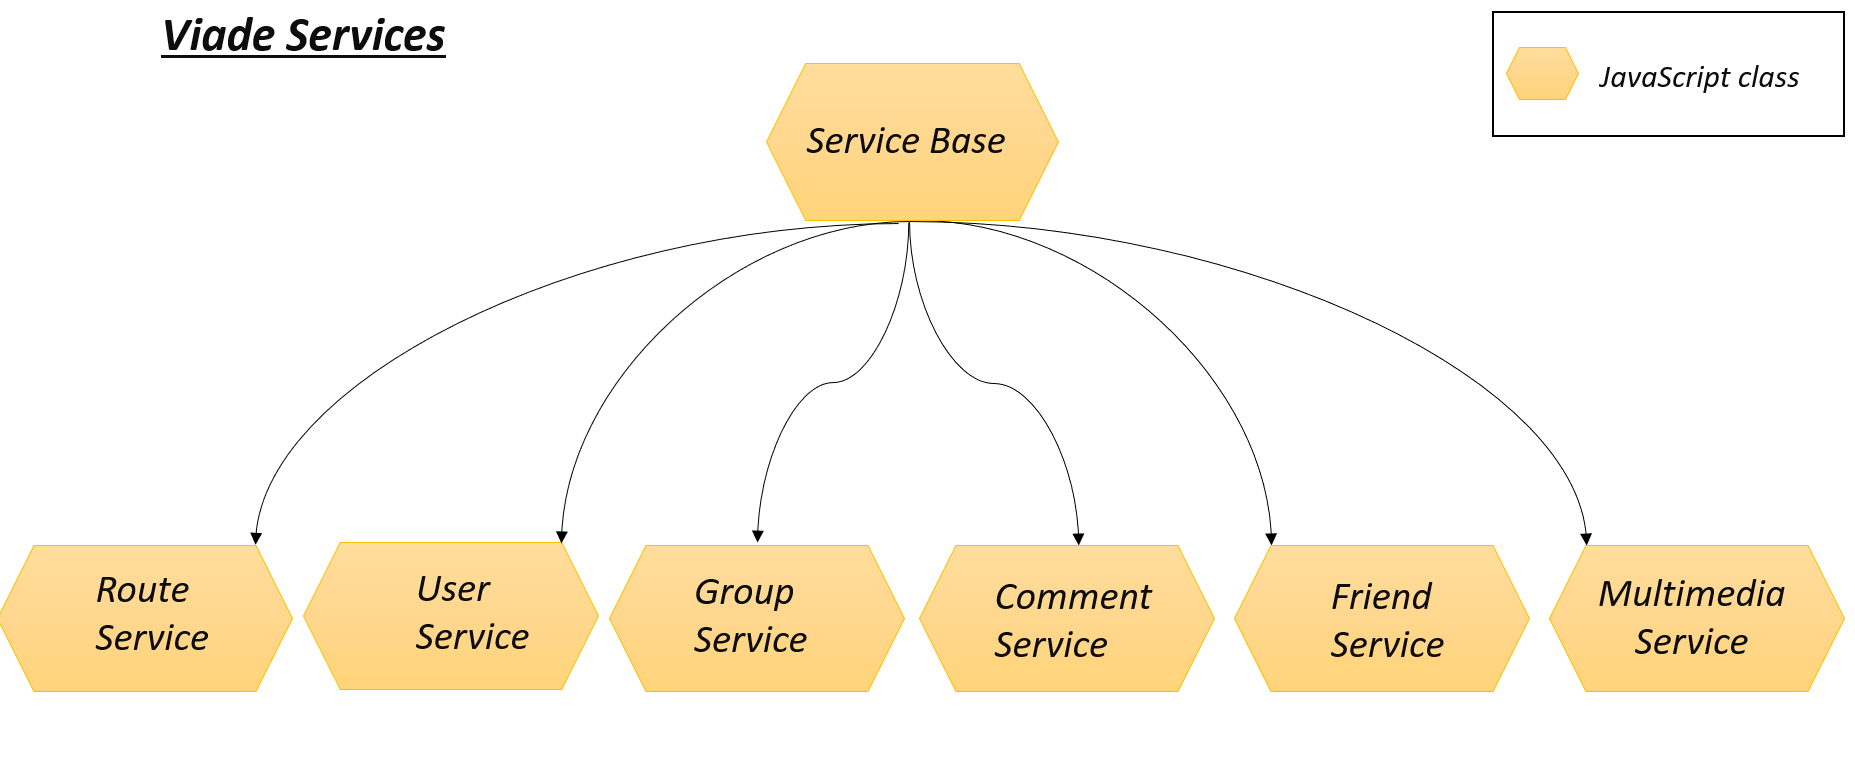 Viade Services
JavaScript class
Service Base
Route
Service
User
Service
Group
Service
Comment
Service
Friend
Service
Multimedia
Service